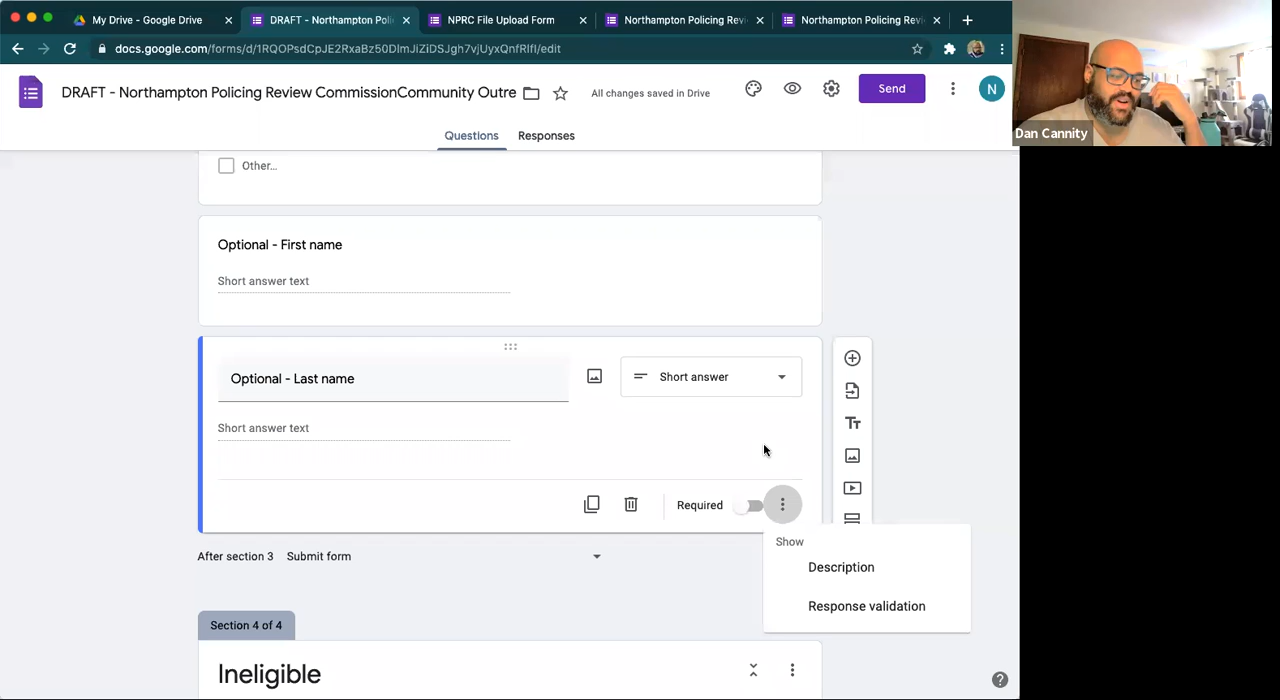 My Drive - Google Drive
DRAFT - Northampton Poli
NPRC File Upload Form
Northampton Policing Revi
Northampton Policing Revi
docs.google.com/forms/d/1RQOPsdCpJE2RxaBz50DlmJiZiDSJgh7vjUyxQnfRlfI/edit
DRAFT - Northampton Policing Review CommissionCommunity Outre
All changes saved in Drive
Send
N
Dan Cannity
Questions
Responses
Other...
Optional - First name
Short answer text
Optional - Last name
Short answer
Short answer text
Required
After section 3 Submit form
Show
Description
Response validation
Section 4 of 4
Ineligible